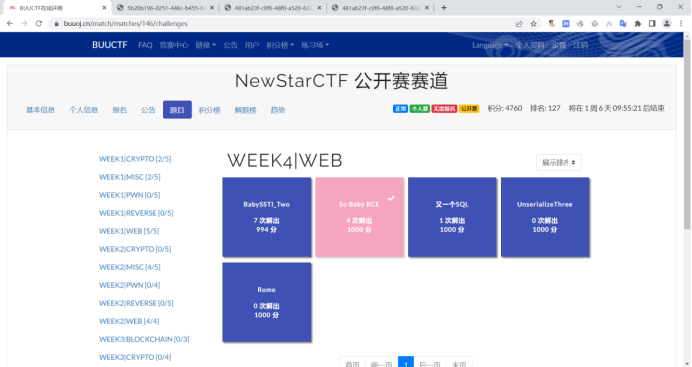 BUUCTF在线评测
5b20b196-0251-446c-b455-
481ab23f-c0f6-48f0-a520-632
481ab23f-c0f6-48f0-a520-632
buuoj.cn/match/matches/146/challenges
BUUCTF FAQ 竞赛中心 链接 公告 用户 积分榜 练习场 Language 个人资料 设置 注销
NewStarCTF 公开赛赛道
基本信息 个人信息 报名 公告 题目 积分榜 解题榜 趋势
正常 个人赛 无需报名 公开赛 积分: 4760 排名: 127 将在 1 周 6 天 09:55:21 后结束
WEEK1|CRYPTO [2/5]
WEEK1|MISC [2/5]
WEEK1|PWN [0/5]
WEEK1|REVERSE [0/5]
WEEK1|WEB [5/5]
WEEK2|CRYPTO [0/5]
WEEK2|MISC [4/5]
WEEK2|PWN [0/4]
WEEK2|REVERSE [0/5]
WEEK2|WEB [4/4]
WEEK3|BLOCKCHAIN [0/3]
WEEK3|CRYPTO [0/4]
WEEK4|WEB
展示排序
BabySSTI_Two
7 次解出
994 分
So Baby RCE
4 次解出
1000 分
又一个SQL
1 次解出
1000 分
UnserializeThree
0 次解出
1000 分
Rome
0 次解出
1000 分
首页 前一页 1 后一页 末页